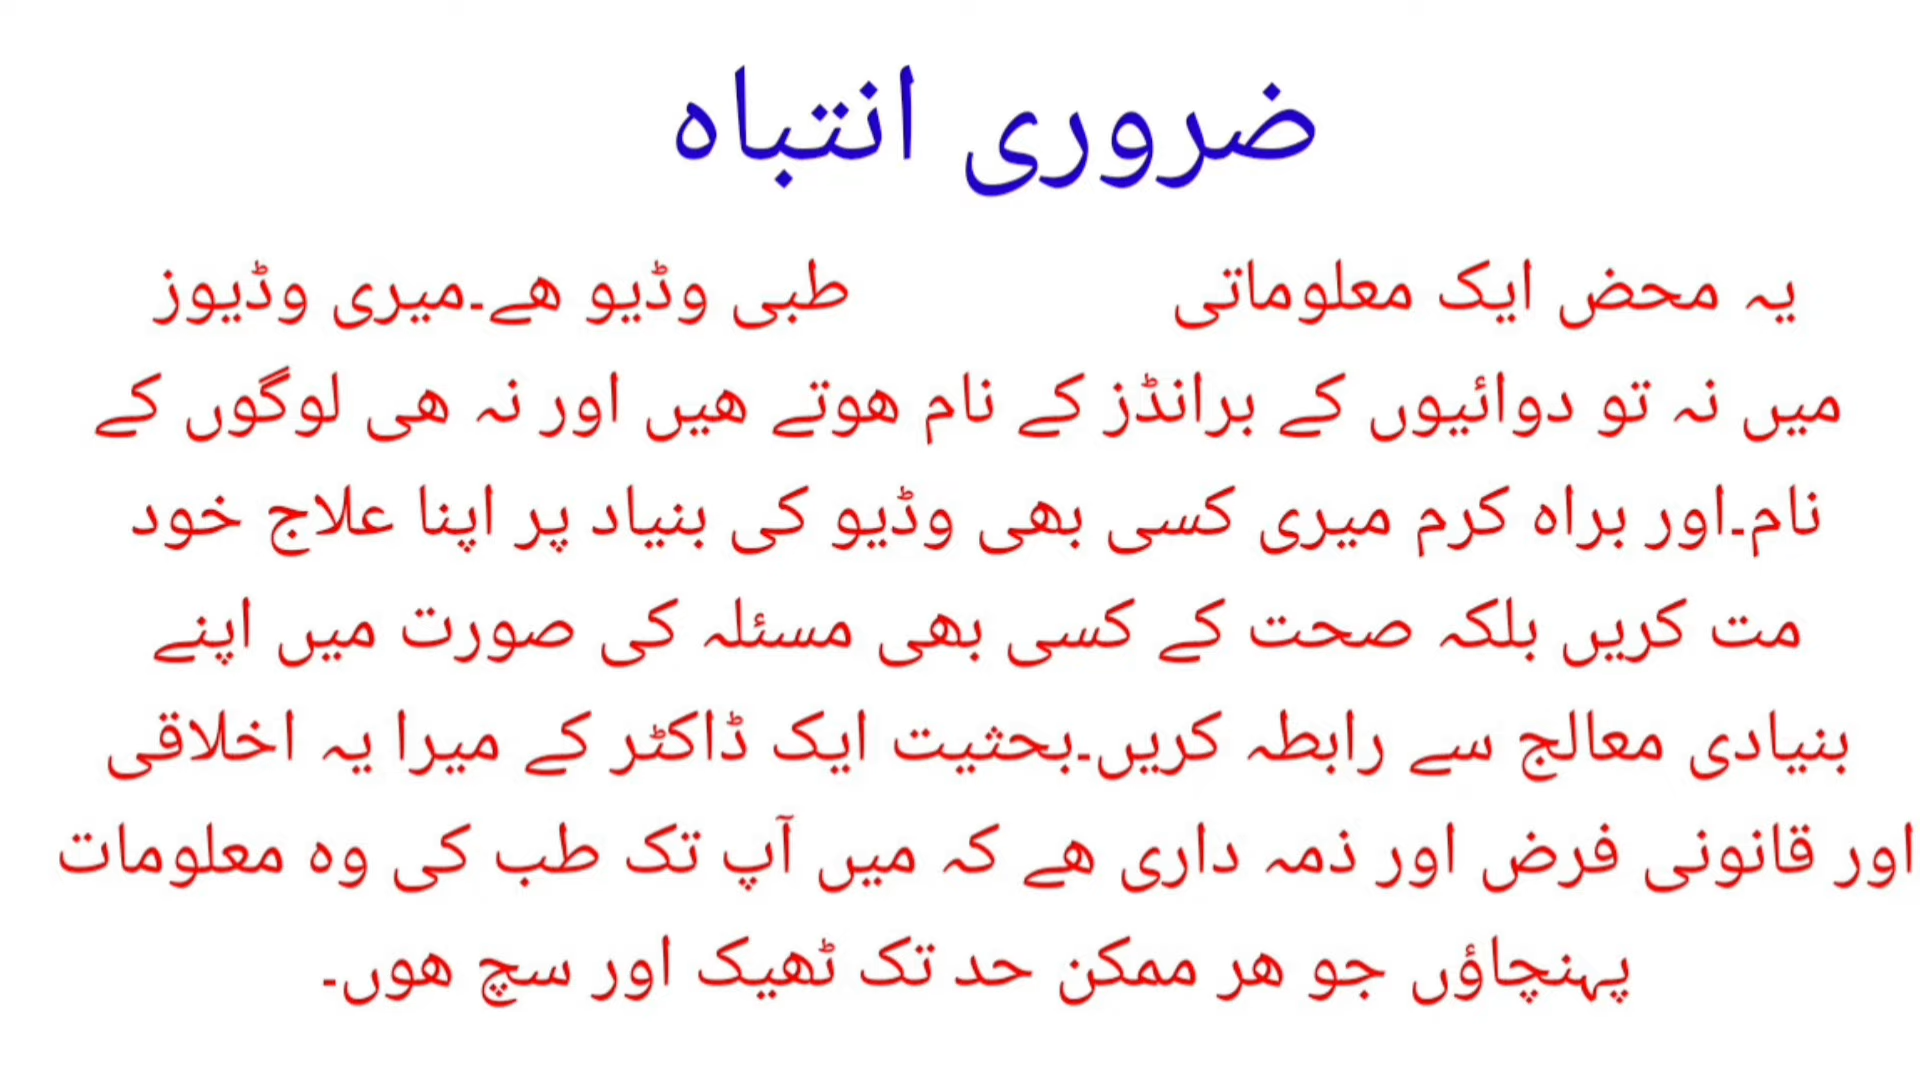 ضروری انتباہ
یہ محض ایک معلوماتی طبی وڈیو ھے۔میری وڈیوز
میں نہ تو دوائیوں کے برانڈز کے نام ھوتے ھیں اور نہ ھی لوگوں کے
نام۔اور براہ کرم میری کسی بھی وڈیو کی بنیاد پر اپنا علاج خود
مت کریں بلکہ صحت کے کسی بھی مسئلہ کی صورت میں اپنے
بنیادی معالج سے رابطہ کریں۔بحثیت ایک ڈاکٹر کے میرا یہ اخلاقی
اور قانونی فرض اور ذمہ داری ھے کہ میں آپ تک طب کی وہ معلومات
پہنچاؤں جو ھر ممکن حد تک ٹھیک اور سچ ھوں۔